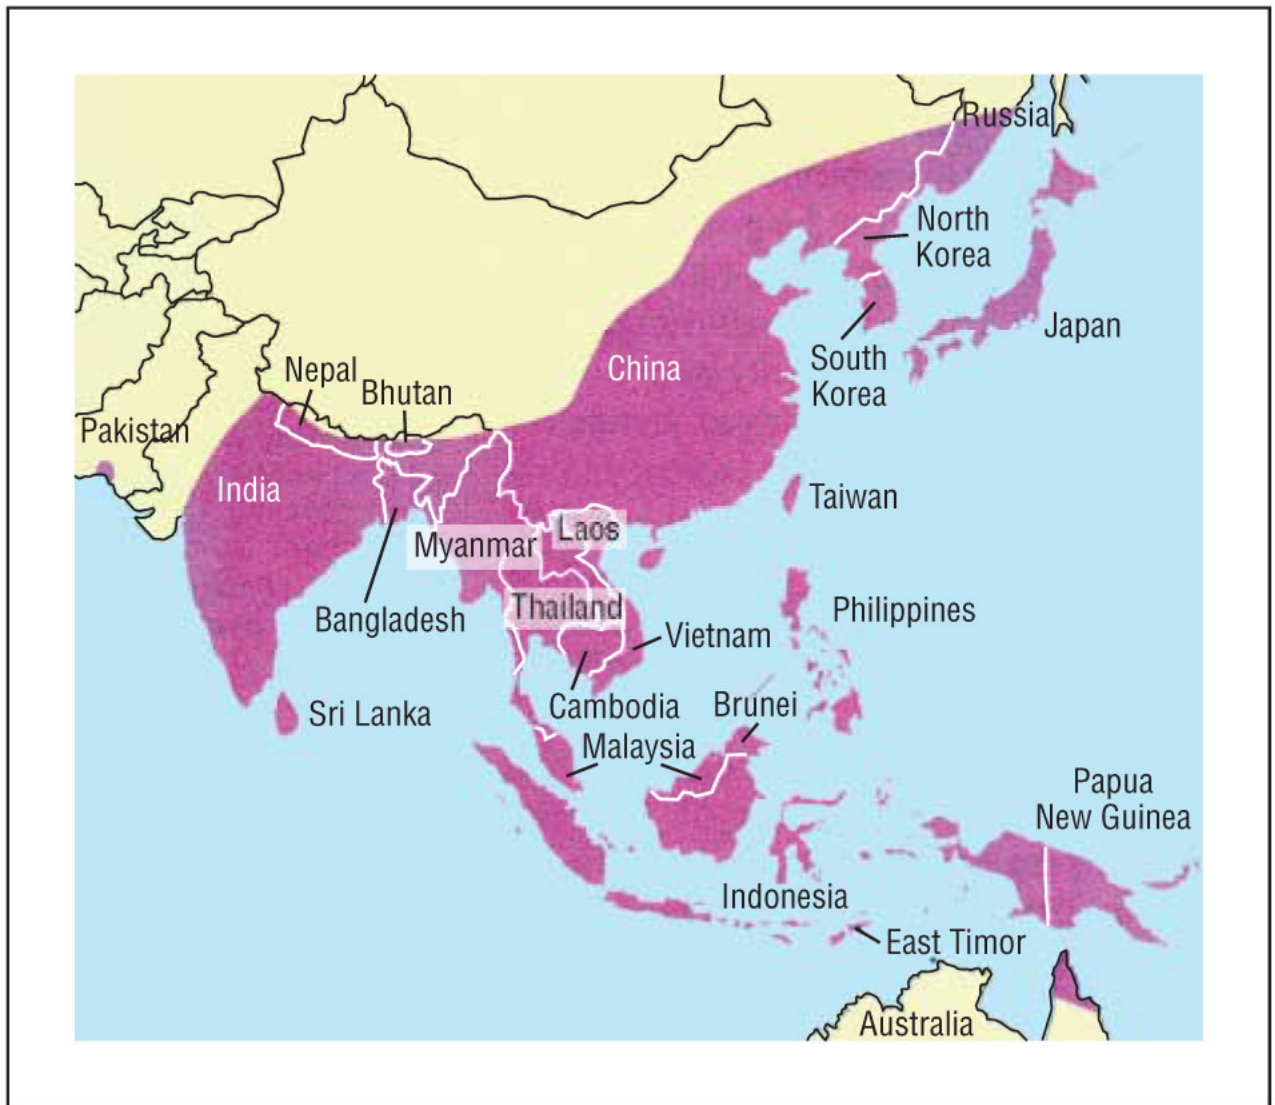 Russia
North
Korea
Japan
South
Korea
China
Nepal
Bhutan
Pakistan
India
Taiwan
Laos
Myanmar
Thailand
Bangladesh
Philippines
Vietnam
Sri Lanka
Cambodia
Brunei
Malaysia
Papua
New Guinea
Indonesia
East Timor
Australia